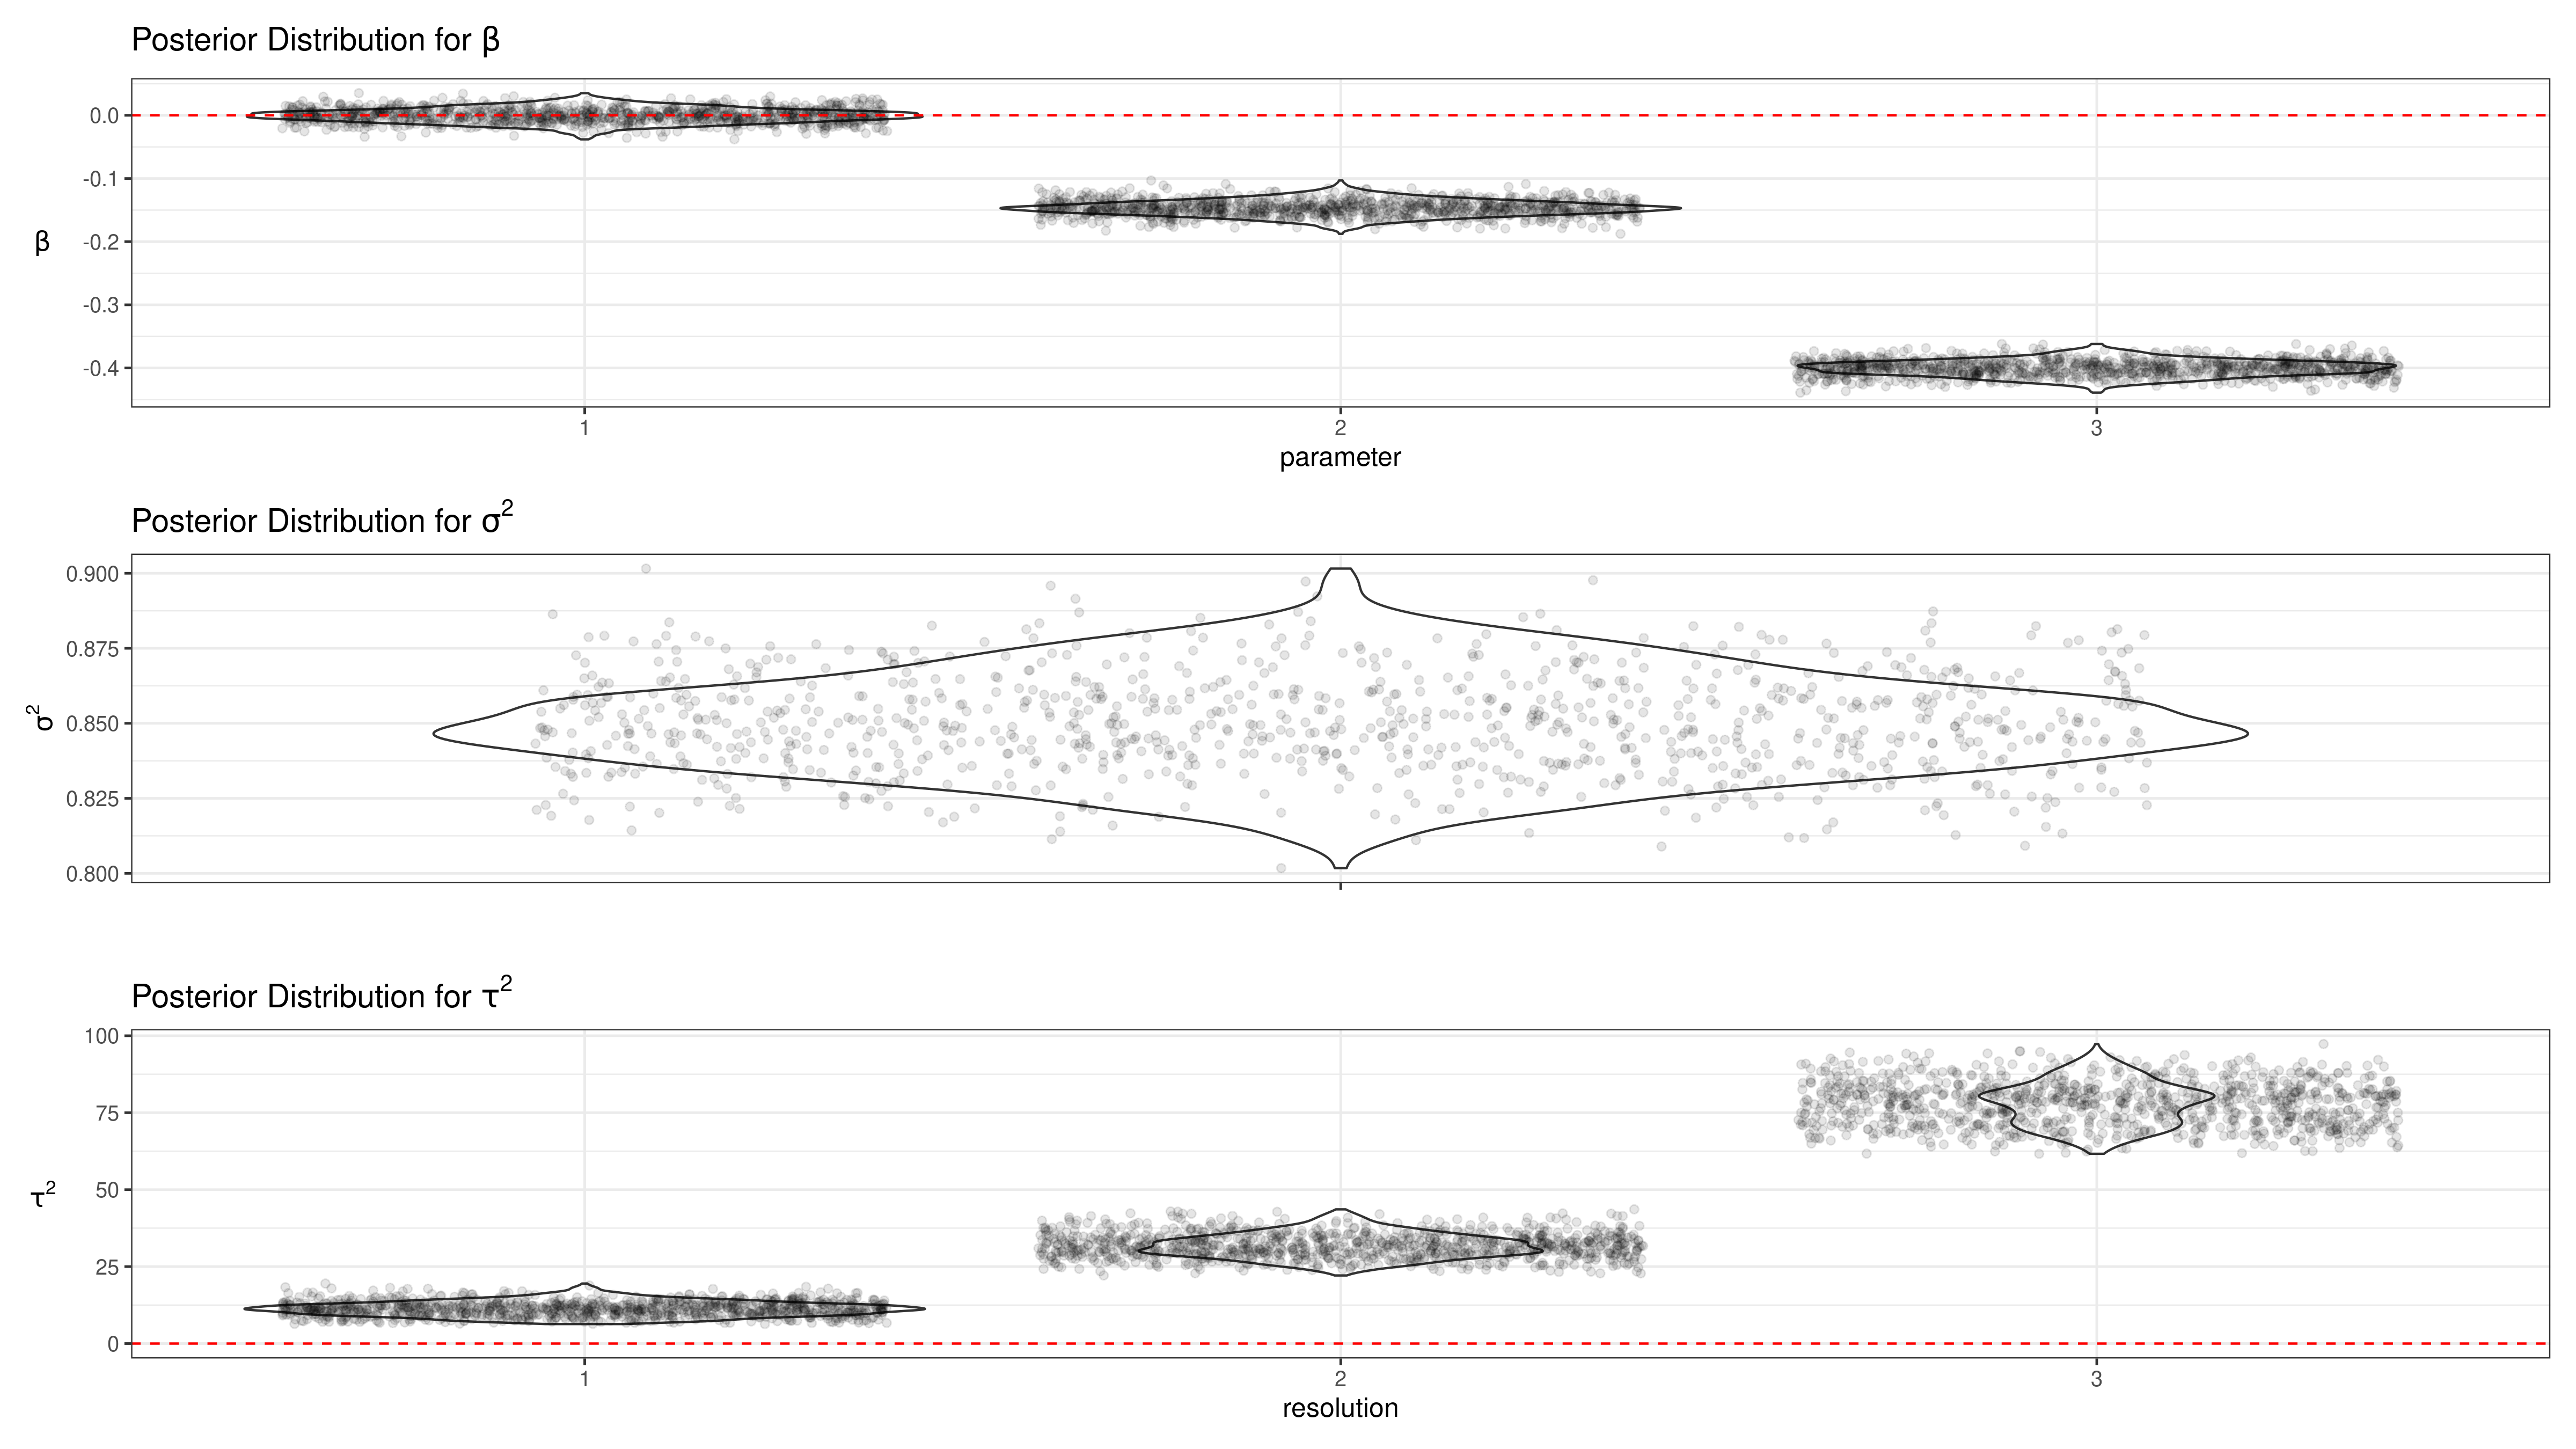 Posterior Distribution for β
0.0
-0.1
-0.2
-0.3
-0.4
β
1 2 3
parameter
Posterior Distribution for σ²
0.900
0.875
0.850
0.825
0.800
σ²
Posterior Distribution for τ²
100
75
50
25
0
τ²
1 2 3
resolution